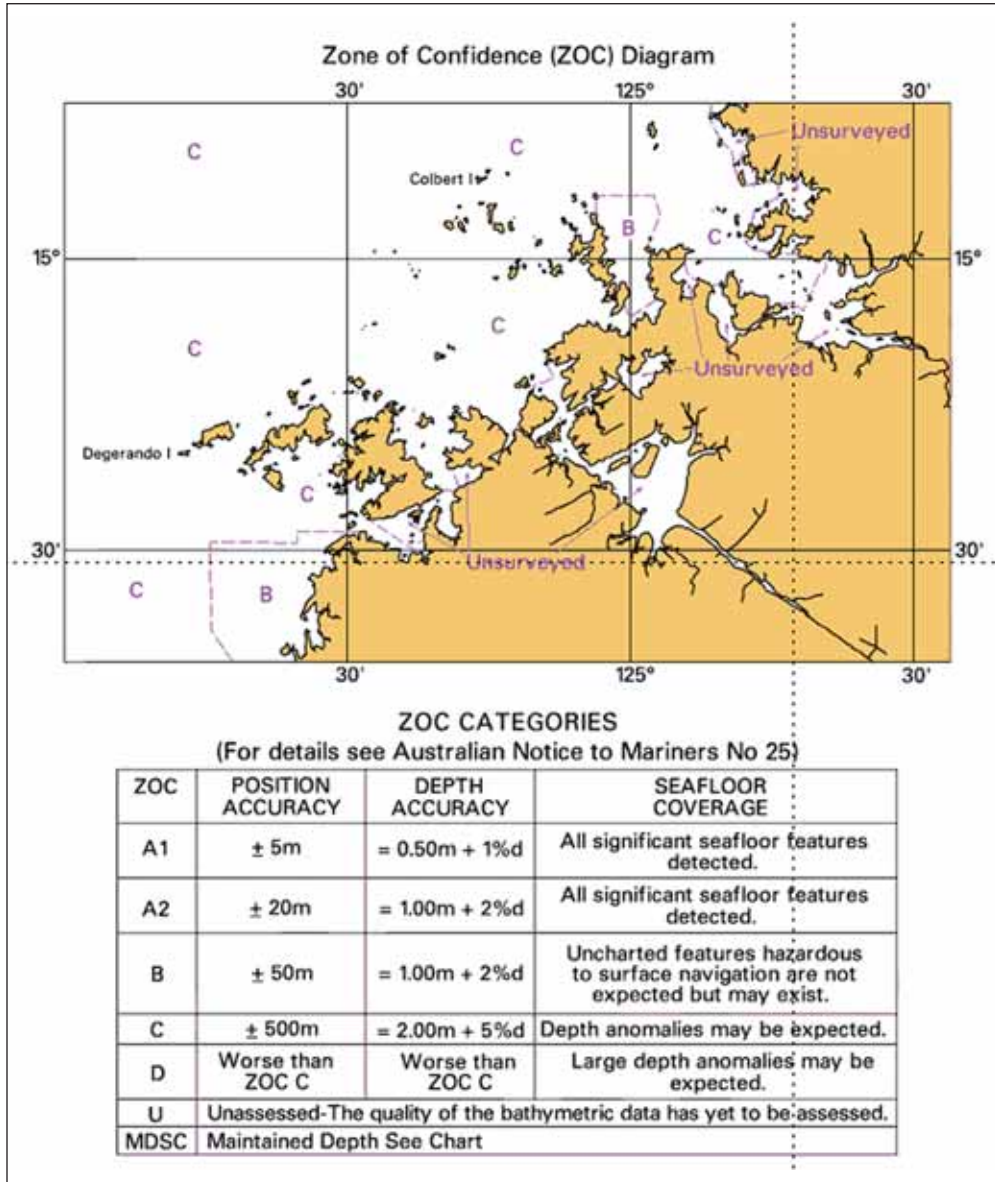 Zone of Confidence (ZOC) Diagram
30' 125° 30'
Unsurveyed
C
C
Colbert I
B
C
15° 15°
C
C
Unsurveyed
Degerando I
C
30' 30'
Unsurveyed
C
B
30' 125° 30'
ZOC CATEGORIES
(For details see Australian Notice to Mariners No 25)
ZOC POSITION ACCURACY DEPTH ACCURACY SEAFLOOR COVERAGE
A1 ± 5m = 0.50m + 1%d All significant seafloor features detected.
A2 ± 20m = 1.00m + 2%d All significant seafloor features detected.
B ± 50m = 1.00m + 2%d Uncharted features hazardous to surface navigation are not expected but may exist.
C ± 500m = 2.00m + 5%d Depth anomalies may be expected.
D Worse than ZOC C Worse than ZOC C Large depth anomalies may be expected.
U Unassessed-The quality of the bathymetric data has yet to be assessed.
MDSC Maintained Depth See Chart